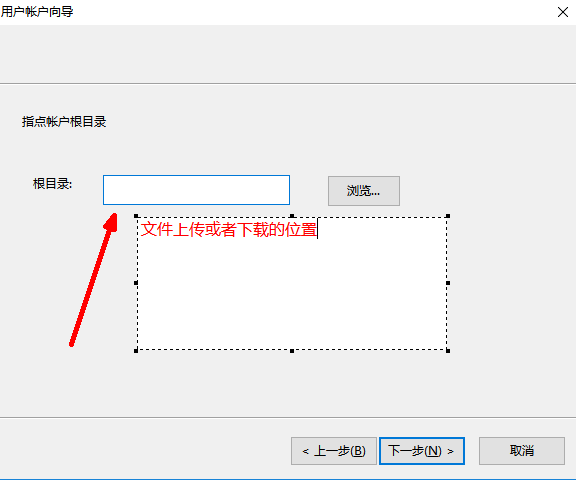 用户帐户向导
指点帐户根目录
根目录:
浏览...
文件上传或者下载的位置
< 上一步(B)
下一步(N) >
取消